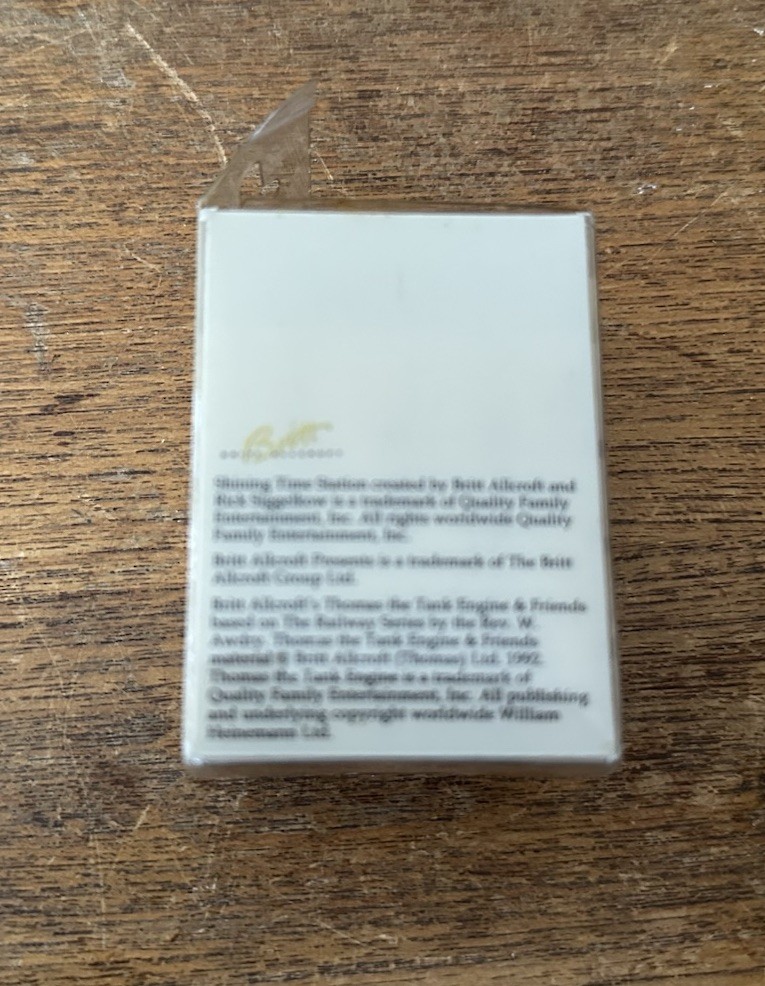 Britt
Shining Time Station created by Britt Allcroft and
Rick Siggelkow is a trademark of Quality Family
Entertainment, Inc. All rights worldwide Quality
Family Entertainment, Inc.
Britt Allcroft Presents is a trademark of The Britt
Allcroft Group Ltd.
Britt Allcroft's Thomas the Tank Engine & Friends
based on The Railway Series by the Rev. W.
Awdry. Thomas the Tank Engine & Friends
material © Britt Allcroft (Thomas) Ltd. 1992.
Thomas the Tank Engine is a trademark of
Quality Family Entertainment, Inc. All publishing
and underlying copyright worldwide William
Heinemann Ltd.